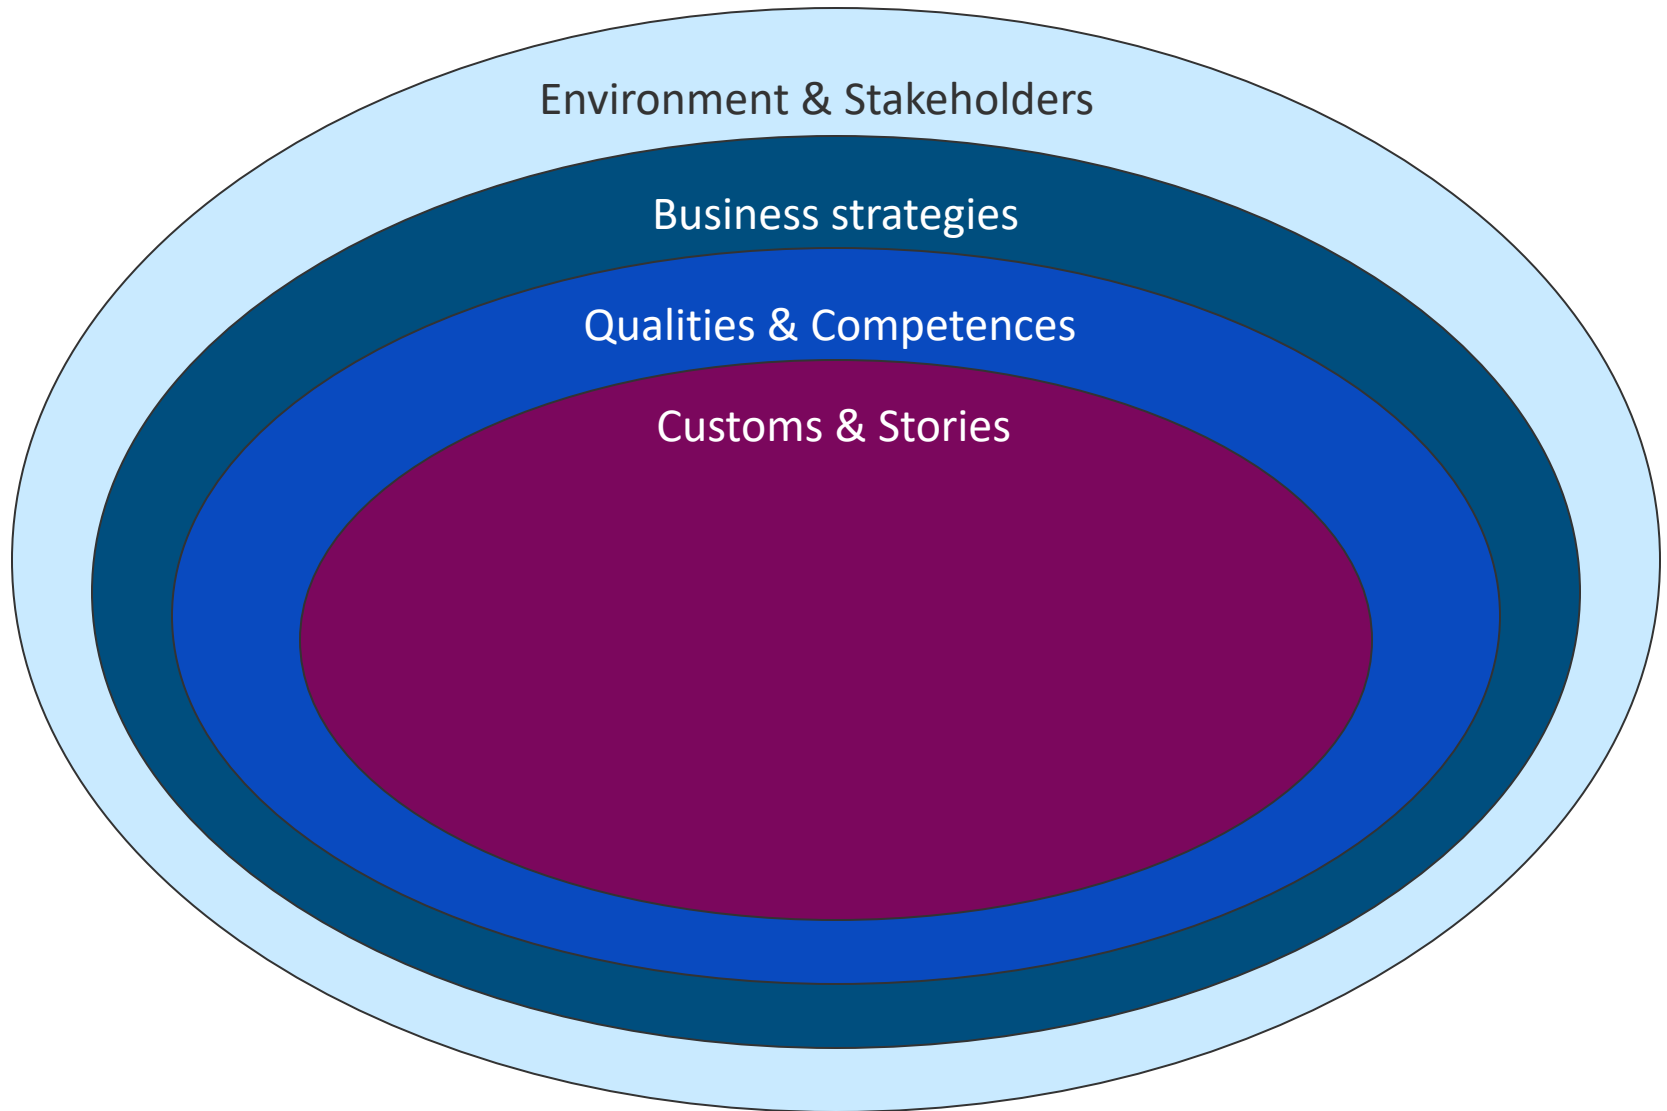 Environment & Stakeholders
Business strategies
Qualities & Competences
Customs & Stories